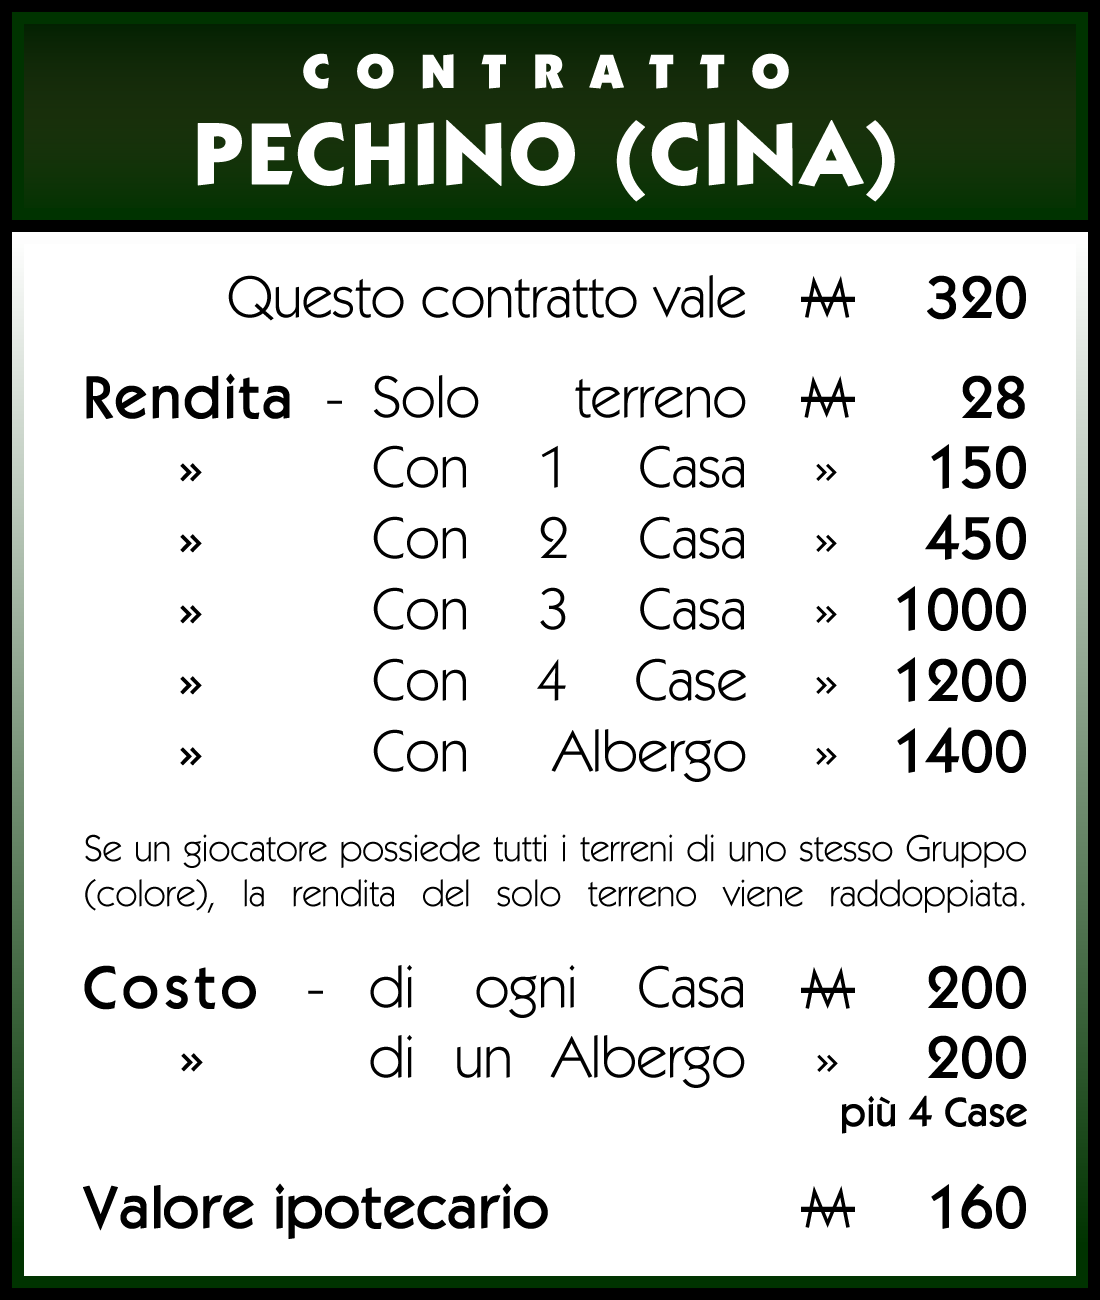 CONTRATTO
PECHINO (CINA)
Questo contratto vale M 320
Rendita - Solo terreno M 28
» Con 1 Casa » 150
» Con 2 Casa » 450
» Con 3 Casa » 1000
» Con 4 Case » 1200
» Con Albergo » 1400
Se un giocatore possiede tutti i terreni di uno stesso Gruppo
(colore), la rendita del solo terreno viene raddoppiata.
Costo - di ogni Casa M 200
» di un Albergo » 200
più 4 Case
Valore ipotecario M 160